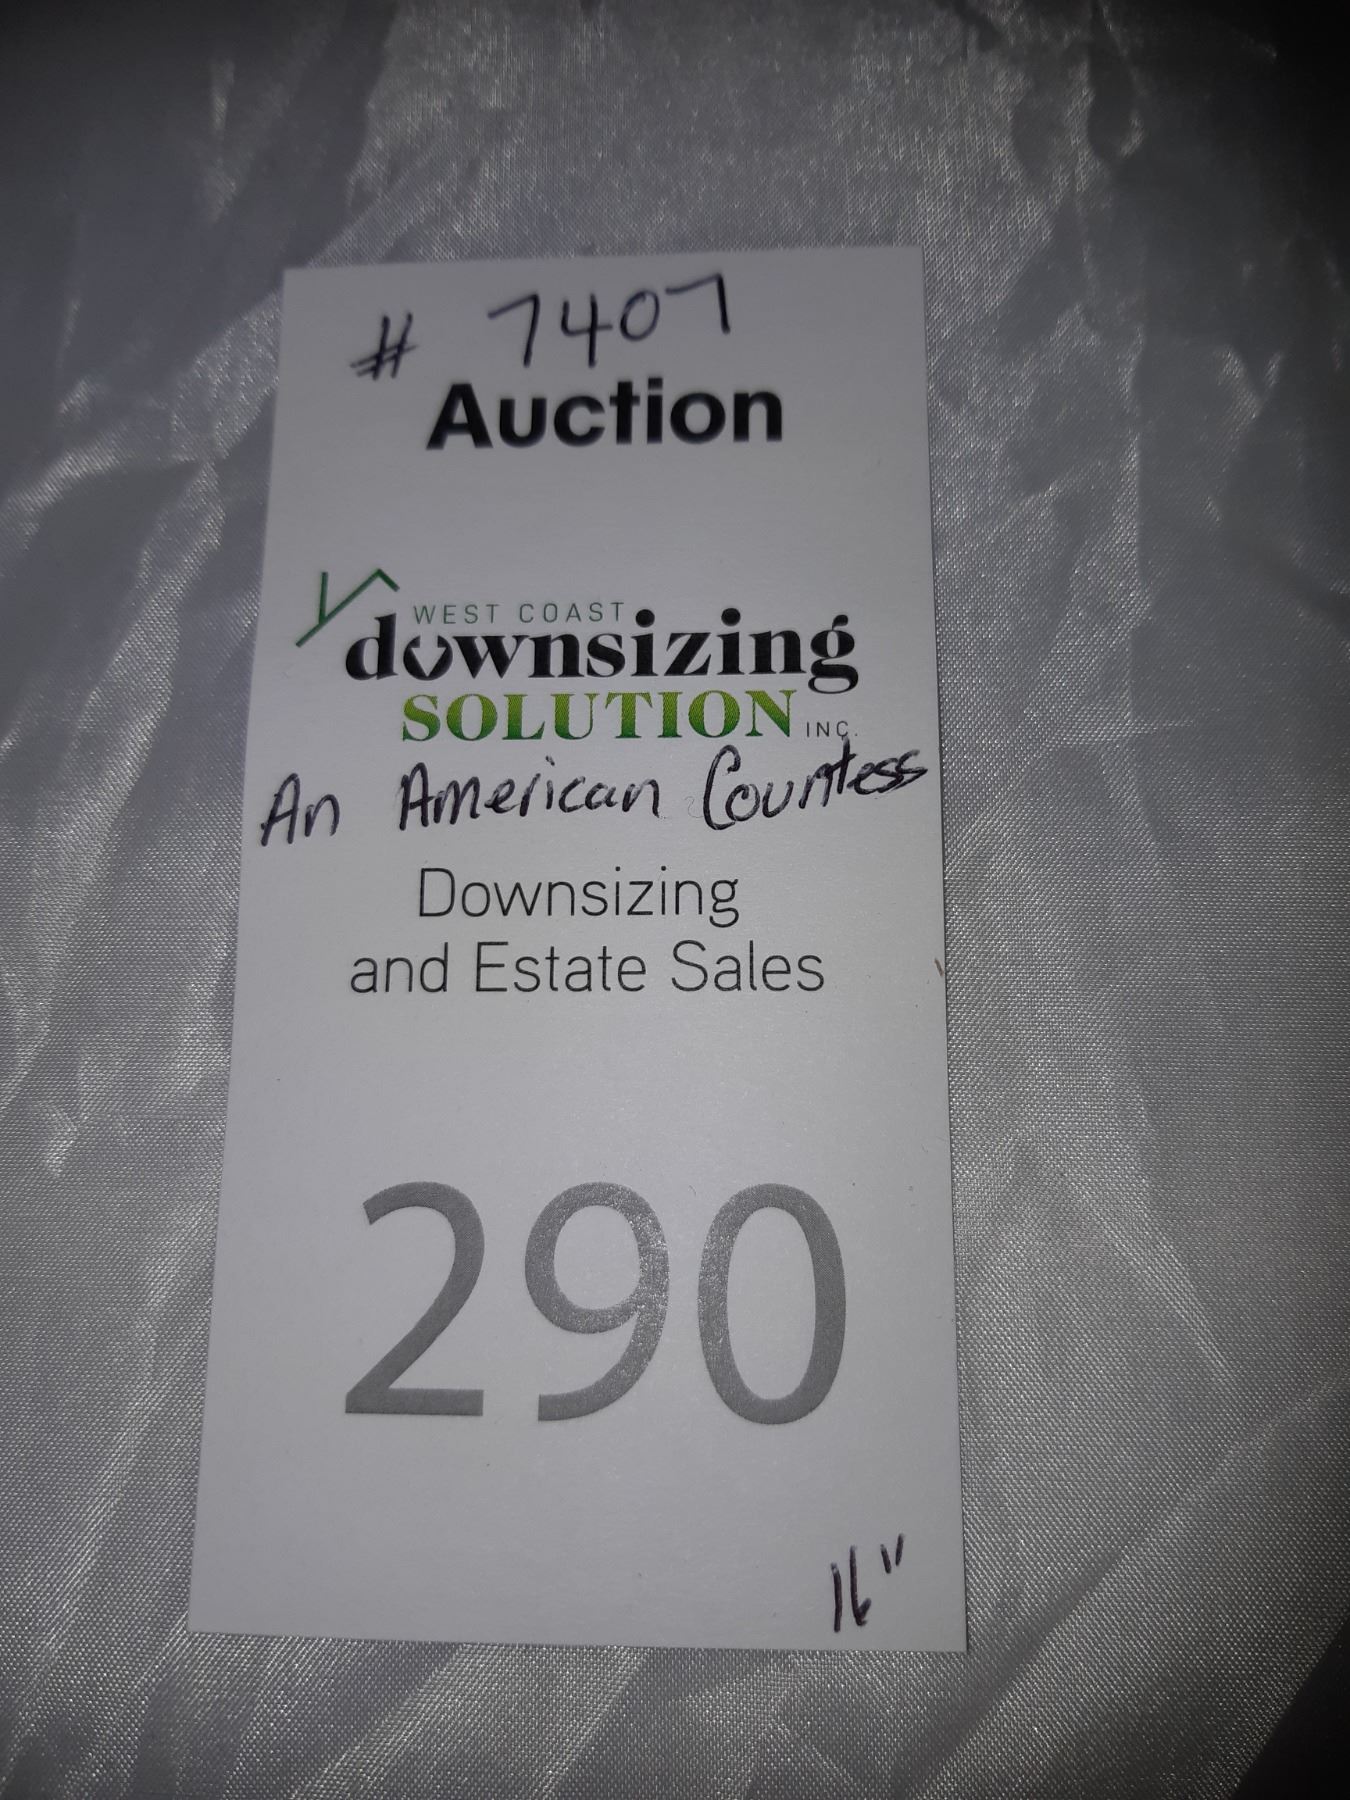 # 7407
Auction
WEST COAST
downsizing
SOLUTION INC.
An American Countess
Downsizing
and Estate Sales
290
16"